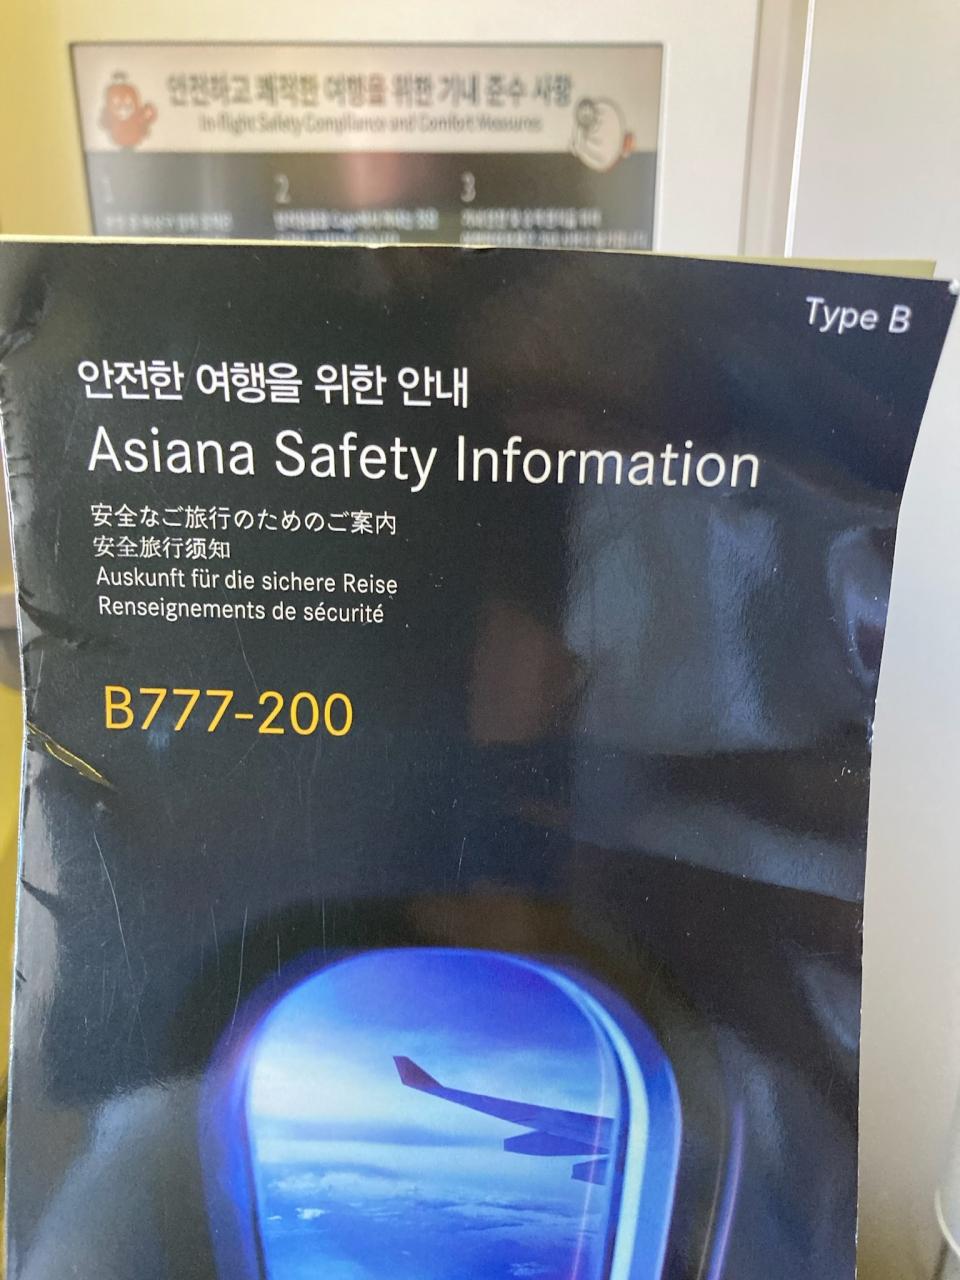 안전하고 쾌적한 여행을 위한 기내 준수 사항
In-flight Safety Compliance and Comfort Measures
1
2
3
Type B
안전한 여행을 위한 안내
Asiana Safety Information
安全なご旅行のためのご案内
安全旅行须知
Auskunft für die sichere Reise
Renseignements de sécurité
B777-200